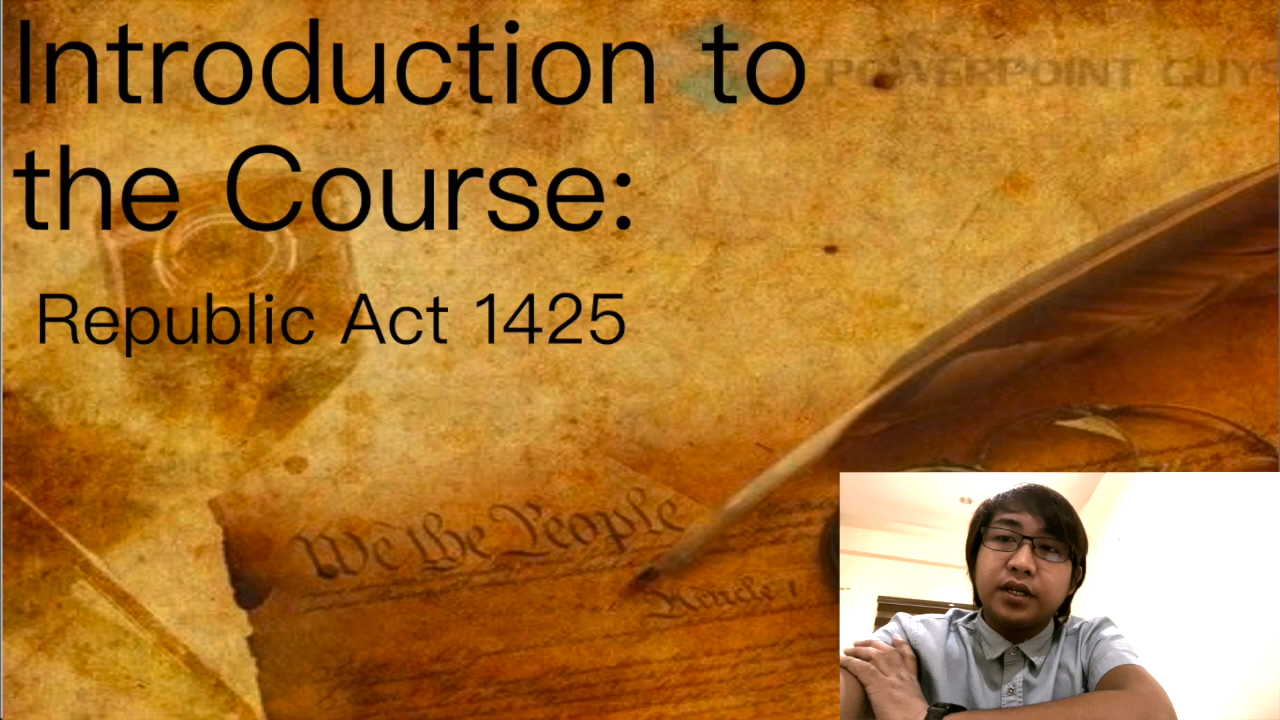 Introduction to
POWERPOINT GUYS
the Course:
Republic Act 1425
We the People
Article 1